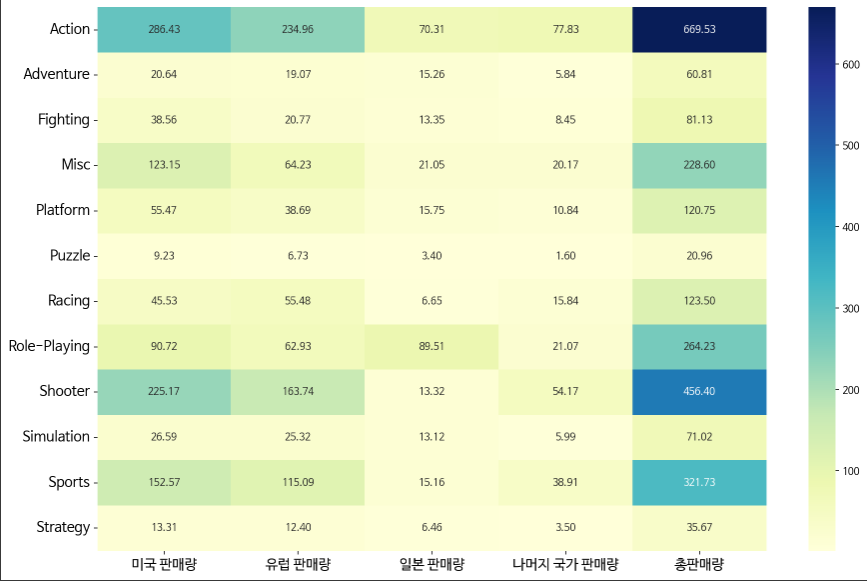 Action 286.43 234.96 70.31 77.83 669.53
Adventure 20.64 19.07 15.26 5.84 60.81
Fighting 38.56 20.77 13.35 8.45 81.13
Misc 123.15 64.23 21.05 20.17 228.60
Platform 55.47 38.69 15.75 10.84 120.75
Puzzle 9.23 6.73 3.40 1.60 20.96
Racing 45.53 55.48 6.65 15.84 123.50
Role-Playing 90.72 62.93 89.51 21.07 264.23
Shooter 225.17 163.74 13.32 54.17 456.40
Simulation 26.59 25.32 13.12 5.99 71.02
Sports 152.57 115.09 15.16 38.91 321.73
Strategy 13.31 12.40 6.46 3.50 35.67
미국 판매량 유럽 판매량 일본 판매량 나머지 국가 판매량 총판매량
600
500
400
300
200
100